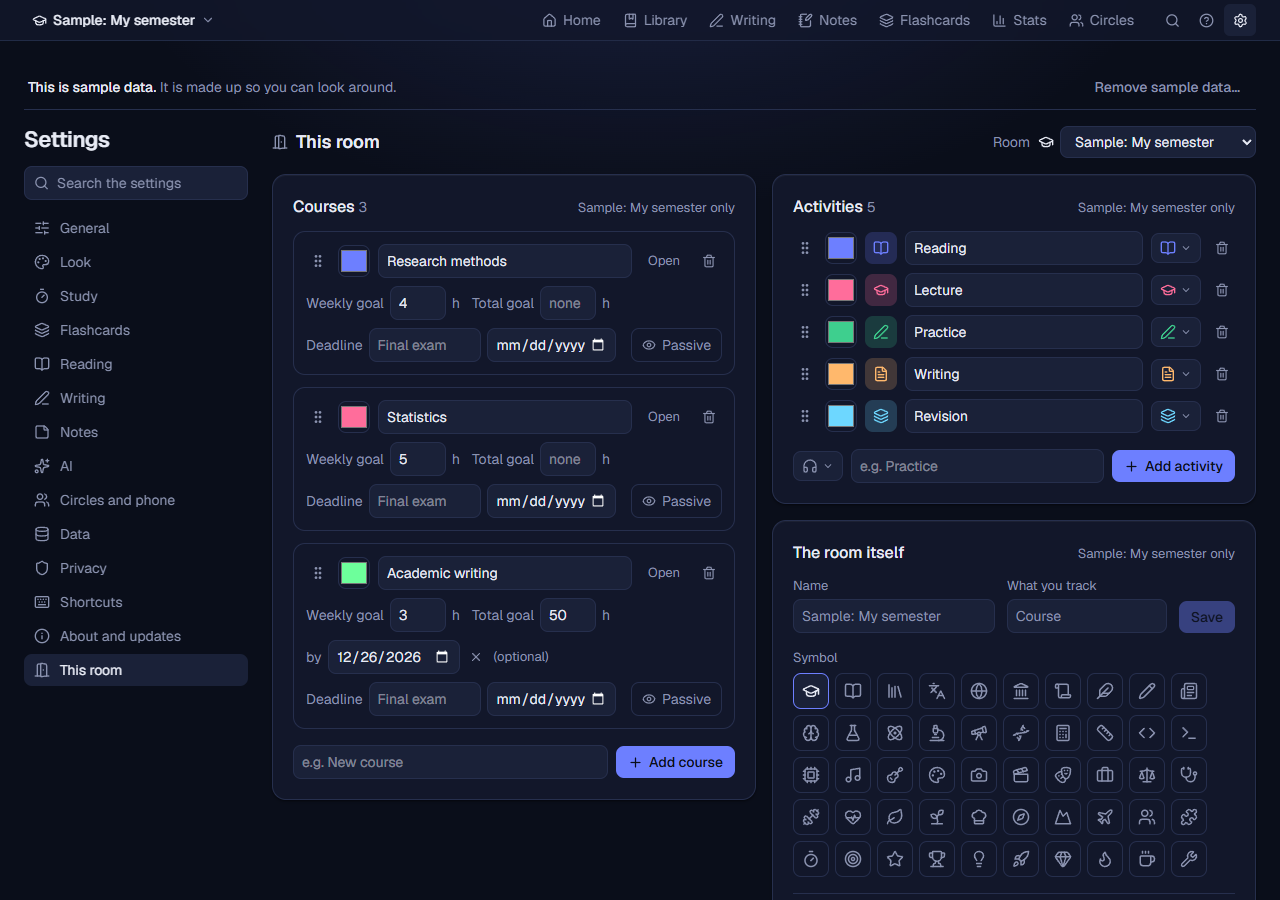 Sample: My semester
Home
Library
Writing
Notes
Flashcards
Stats
Circles
This is sample data. It is made up so you can look around.
Remove sample data...
Settings
Search the settings
General
Look
Study
Flashcards
Reading
Writing
Notes
AI
Circles and phone
Data
Privacy
Shortcuts
About and updates
This room
This room
Room
Sample: My semester
Courses 3
Sample: My semester only
Research methods
Open
Weekly goal 4 h Total goal none h
Deadline Final exam mm/dd/yyyy Passive
Statistics
Open
Weekly goal 5 h Total goal none h
Deadline Final exam mm/dd/yyyy Passive
Academic writing
Open
Weekly goal 3 h Total goal 50 h
by 12/26/2026 × (optional)
Deadline Final exam mm/dd/yyyy Passive
e.g. New course
+ Add course
Activities 5
Sample: My semester only
Reading
Lecture
Practice
Writing
Revision
e.g. Practice
+ Add activity
The room itself
Sample: My semester only
Name
What you track
Sample: My semester
Course
Save
Symbol